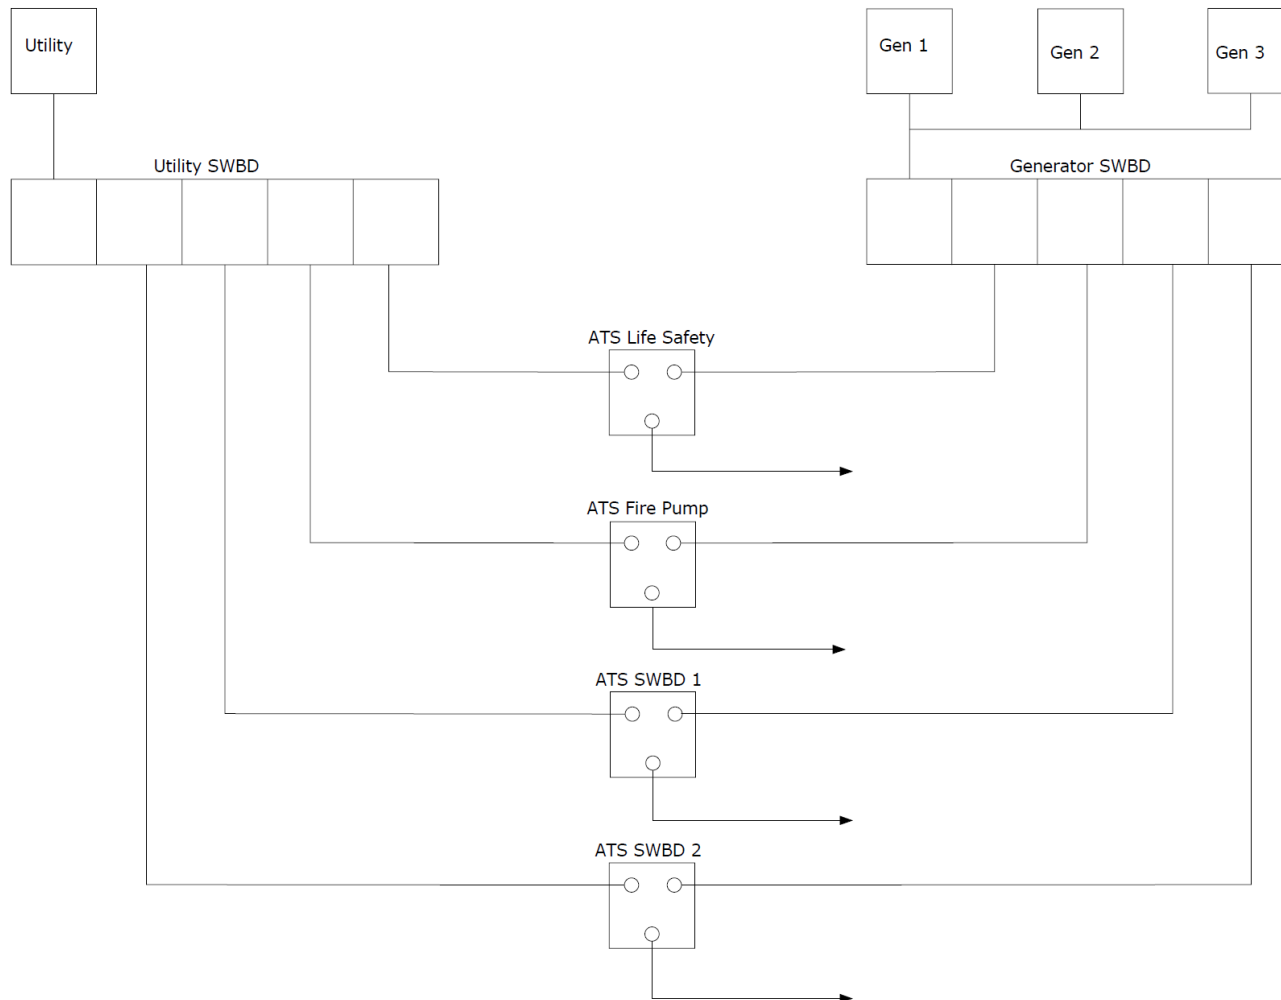 Utility
Gen 1
Gen 2
Gen 3
Utility SWBD
Generator SWBD
ATS Life Safety
ATS Fire Pump
ATS SWBD 1
ATS SWBD 2